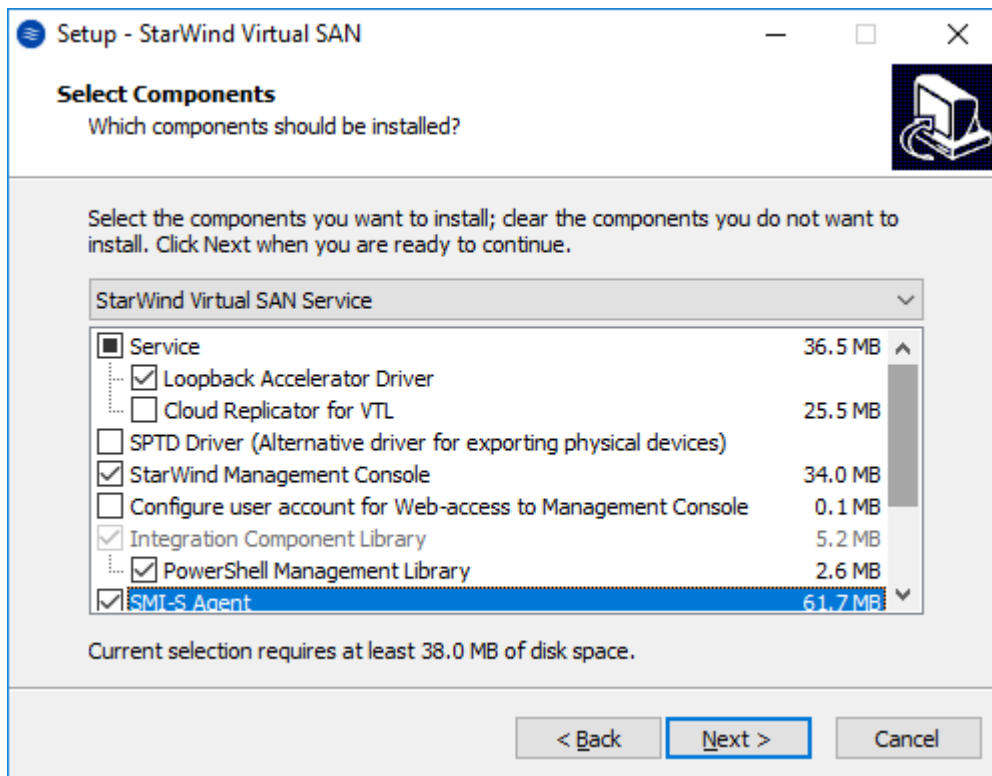 Setup - StarWind Virtual SAN
Select Components
Which components should be installed?
Select the components you want to install; clear the components you do not want to
install. Click Next when you are ready to continue.
StarWind Virtual SAN Service
Service 36.5 MB
Loopback Accelerator Driver
Cloud Replicator for VTL 25.5 MB
SPTD Driver (Alternative driver for exporting physical devices)
StarWind Management Console 34.0 MB
Configure user account for Web-access to Management Console 0.1 MB
Integration Component Library 5.2 MB
PowerShell Management Library 2.6 MB
SMI-S Agent 61.7 MB
Current selection requires at least 38.0 MB of disk space.
< Back Next > Cancel